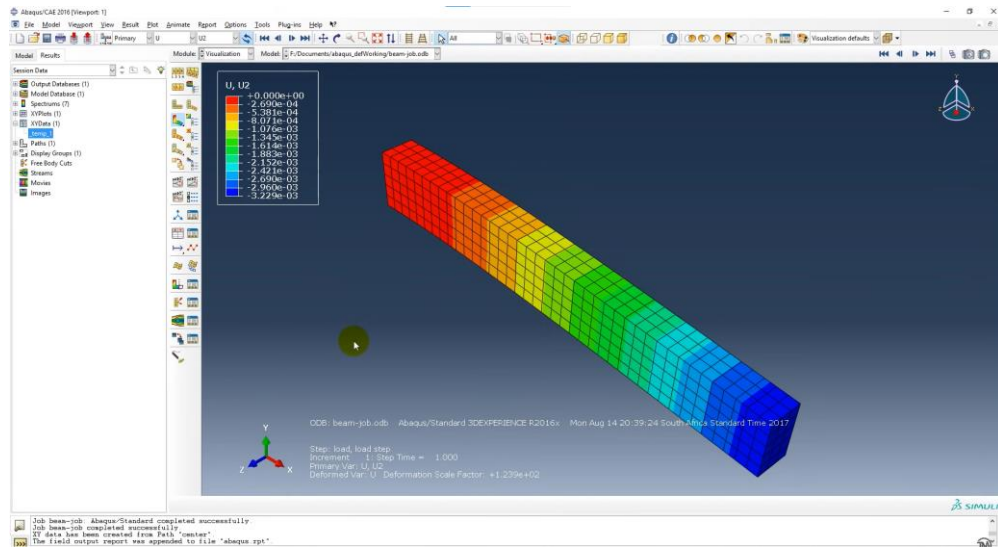 Abaqus/CAE 2016 [Viewport: 1]
File Model Viewport View Result Plot Animate Report Options Tools Plug-ins Help
Primary U U2 All Visualization defaults
Model Results Module: Visualization Model: F:/Documents/abaqus_defWorking/beam-job.odb
Session Data
Output Databases (1)
Model Database (1)
Spectrums (7)
XYPlots (1)
XYData (1)
_temp_1
Paths (1)
Display Groups (1)
Free Body Cuts
Streams
Movies
Images
U, U2
+0.000e+00
-2.690e-04
-5.381e-04
-8.071e-04
-1.076e-03
-1.345e-03
-1.614e-03
-1.883e-03
-2.152e-03
-2.421e-03
-2.690e-03
-2.960e-03
-3.229e-03
Y
Z X
ODB: beam-job.odb Abaqus/Standard 3DEXPERIENCE R2016x Mon Aug 14 20:39:24 South Africa Standard Time 2017
Step: load, load step
Increment 1: Step Time = 1.000
Primary Var: U, U2
Deformed Var: U Deformation Scale Factor: +1.239e+02
Y
Z X
SIMULI
Job beam-job: Abaqus/Standard completed successfully.
Job beam-job completed successfully.
XY data has been created from Path "center"
The field output report was appended to file "abaqus.rpt".